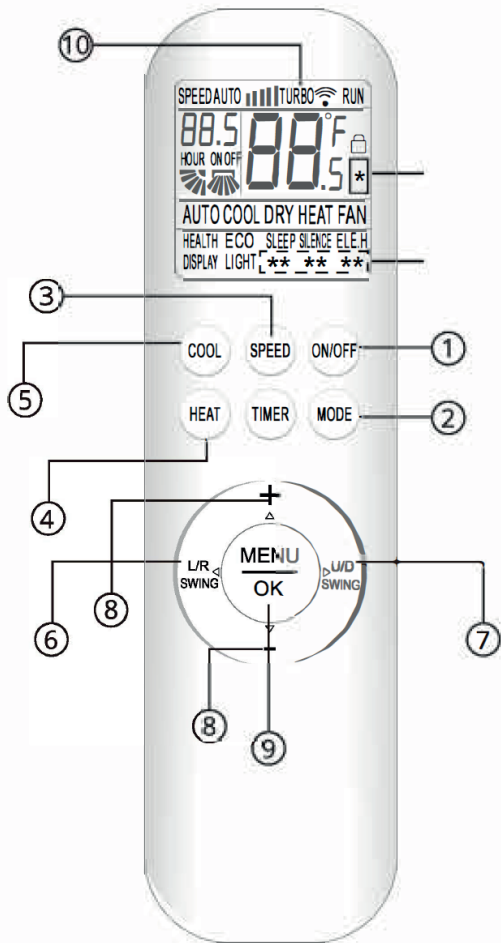 ⑩
SPEED AUTO TURBO RUN
88.5 88.5 °F
HOUR ON OFF
*
AUTO COOL DRY HEAT FAN
HEALTH ECO SLEEP SILENCE ELE.H
DISPLAY LIGHT ** ** **
③
COOL SPEED ON/OFF ①
⑤
HEAT TIMER MODE ②
④
⑧ +
L/R SWING MENU OK U/D SWING
⑥ ⑦
-
⑧ ⑨